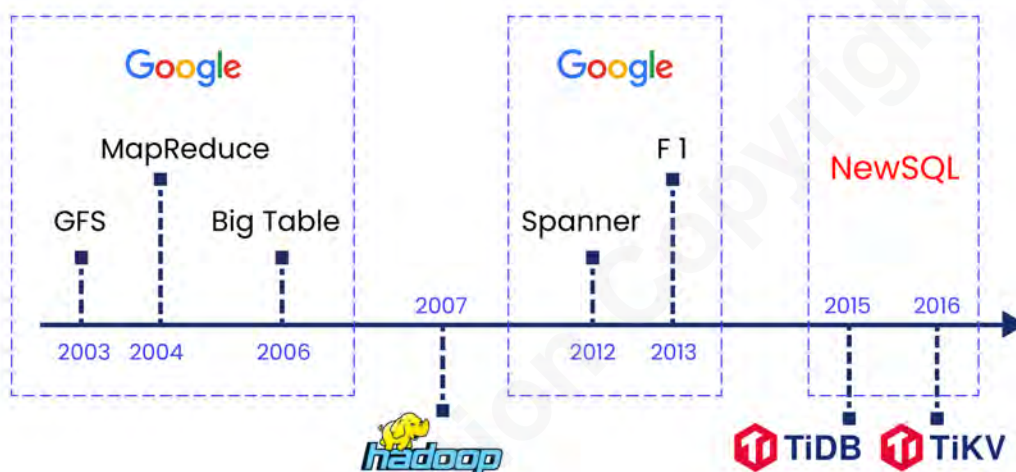 Google
Google
MapReduce
F 1
NewSQL
GFS
Big Table
Spanner
2007
2015
2016
2003
2004
2006
2012
2013
hadoop
TiDB
TiKV
Copyright